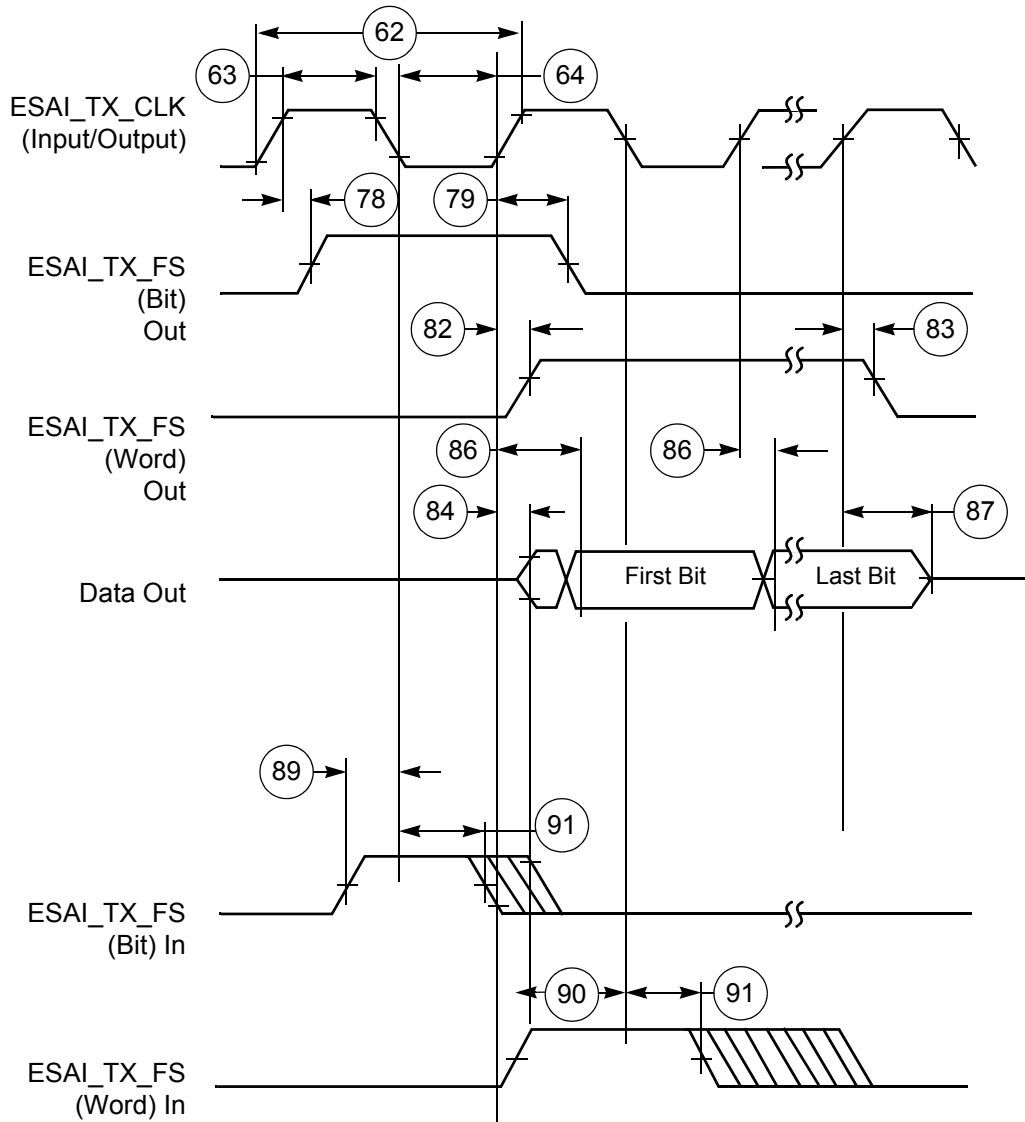 62
63
64
ESAI_TX_CLK
(Input/Output)
78
79
ESAI_TX_FS
(Bit)
Out
82
83
ESAI_TX_FS
(Word)
Out
86
86
84
87
First Bit
Last Bit
Data Out
89
91
ESAI_TX_FS
(Bit) In
90
91
ESAI_TX_FS
(Word) In